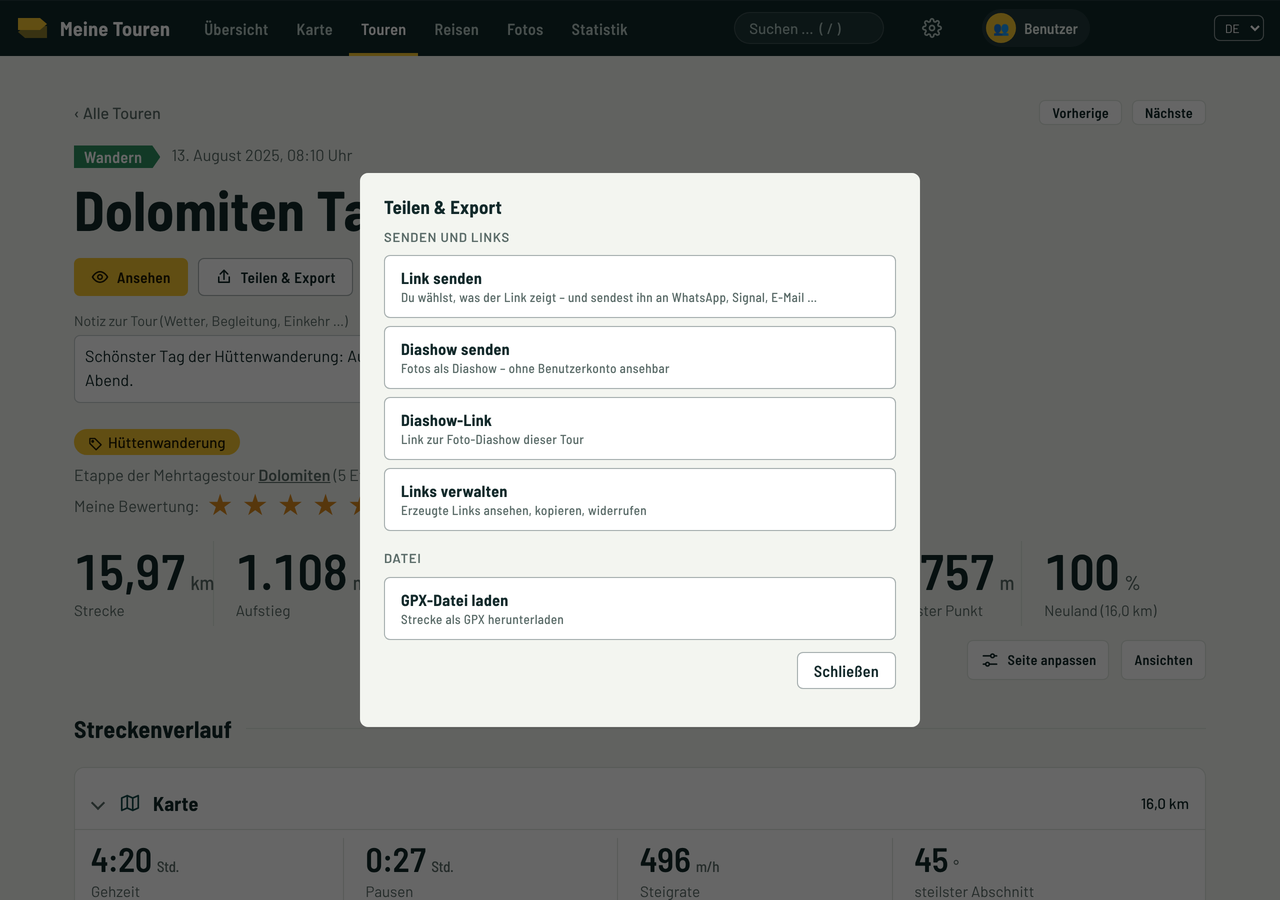 Meine Touren Übersicht Karte Touren Reisen Fotos Statistik Suchen … ( / ) Benutzer DE
‹ Alle Touren Vorherige Nächste
Wandern 13. August 2025, 08:10 Uhr
Dolomiten Ta
Ansehen Teilen & Export
Notiz zur Tour (Wetter, Begleitung, Einkehr …)
Schönster Tag der Hüttenwanderung: Au
Abend.
Hüttenwanderung
Etappe der Mehrtagestour Dolomiten (5 E
Meine Bewertung: ★ ★ ★ ★
15,97 km 1.108 757 m 100 %
Strecke Aufstieg ster Punkt Neuland (16,0 km)
Seite anpassen Ansichten
Teilen & Export
SENDEN UND LINKS
Link senden
Du wählst, was der Link zeigt – und sendest ihn an WhatsApp, Signal, E-Mail …
Diashow senden
Fotos als Diashow – ohne Benutzerkonto ansehbar
Diashow-Link
Link zur Foto-Diashow dieser Tour
Links verwalten
Erzeugte Links ansehen, kopieren, widerrufen
DATEI
GPX-Datei laden
Strecke als GPX herunterladen
Schließen
Streckenverlauf
Karte 16,0 km
4:20 Std. 0:27 Std. 496 m/h 45 °
Gehzeit Pausen Steigrate steilster Abschnitt